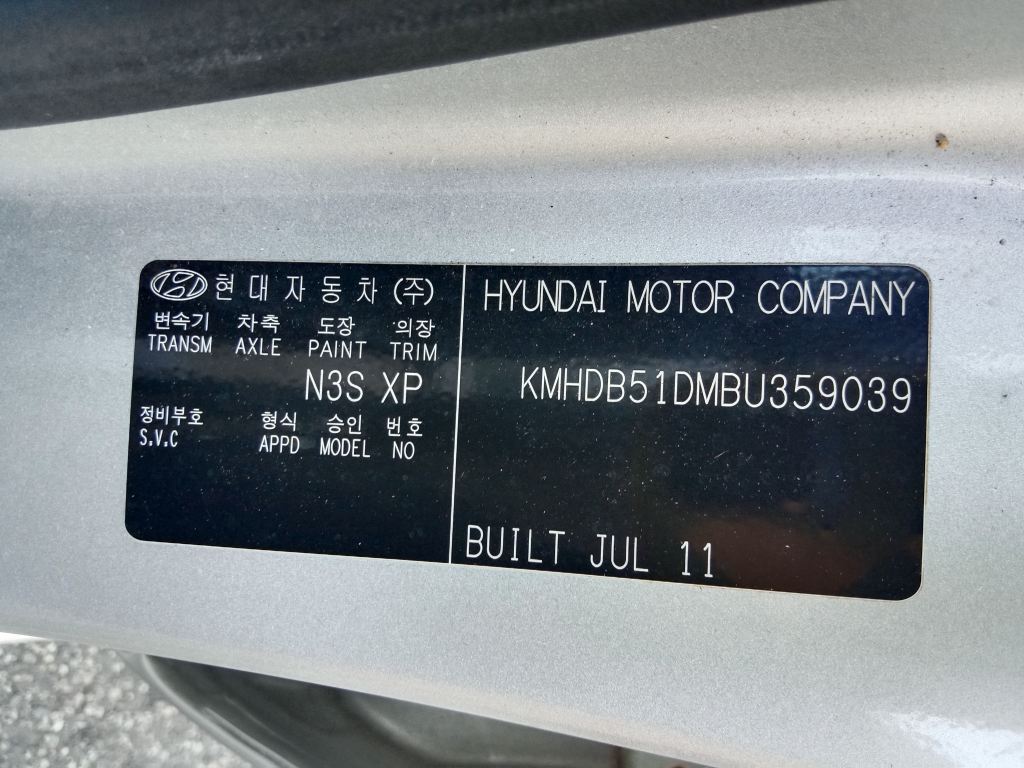 현대자동차(주)
변속기 차축 도장 의장
TRANSM AXLE PAINT TRIM
N3S XP
정비부호 형식 승인 번호
S.V.C APPD MODEL NO
HYUNDAI MOTOR COMPANY
KMHDB51DMBU359039
BUILT JUL 11